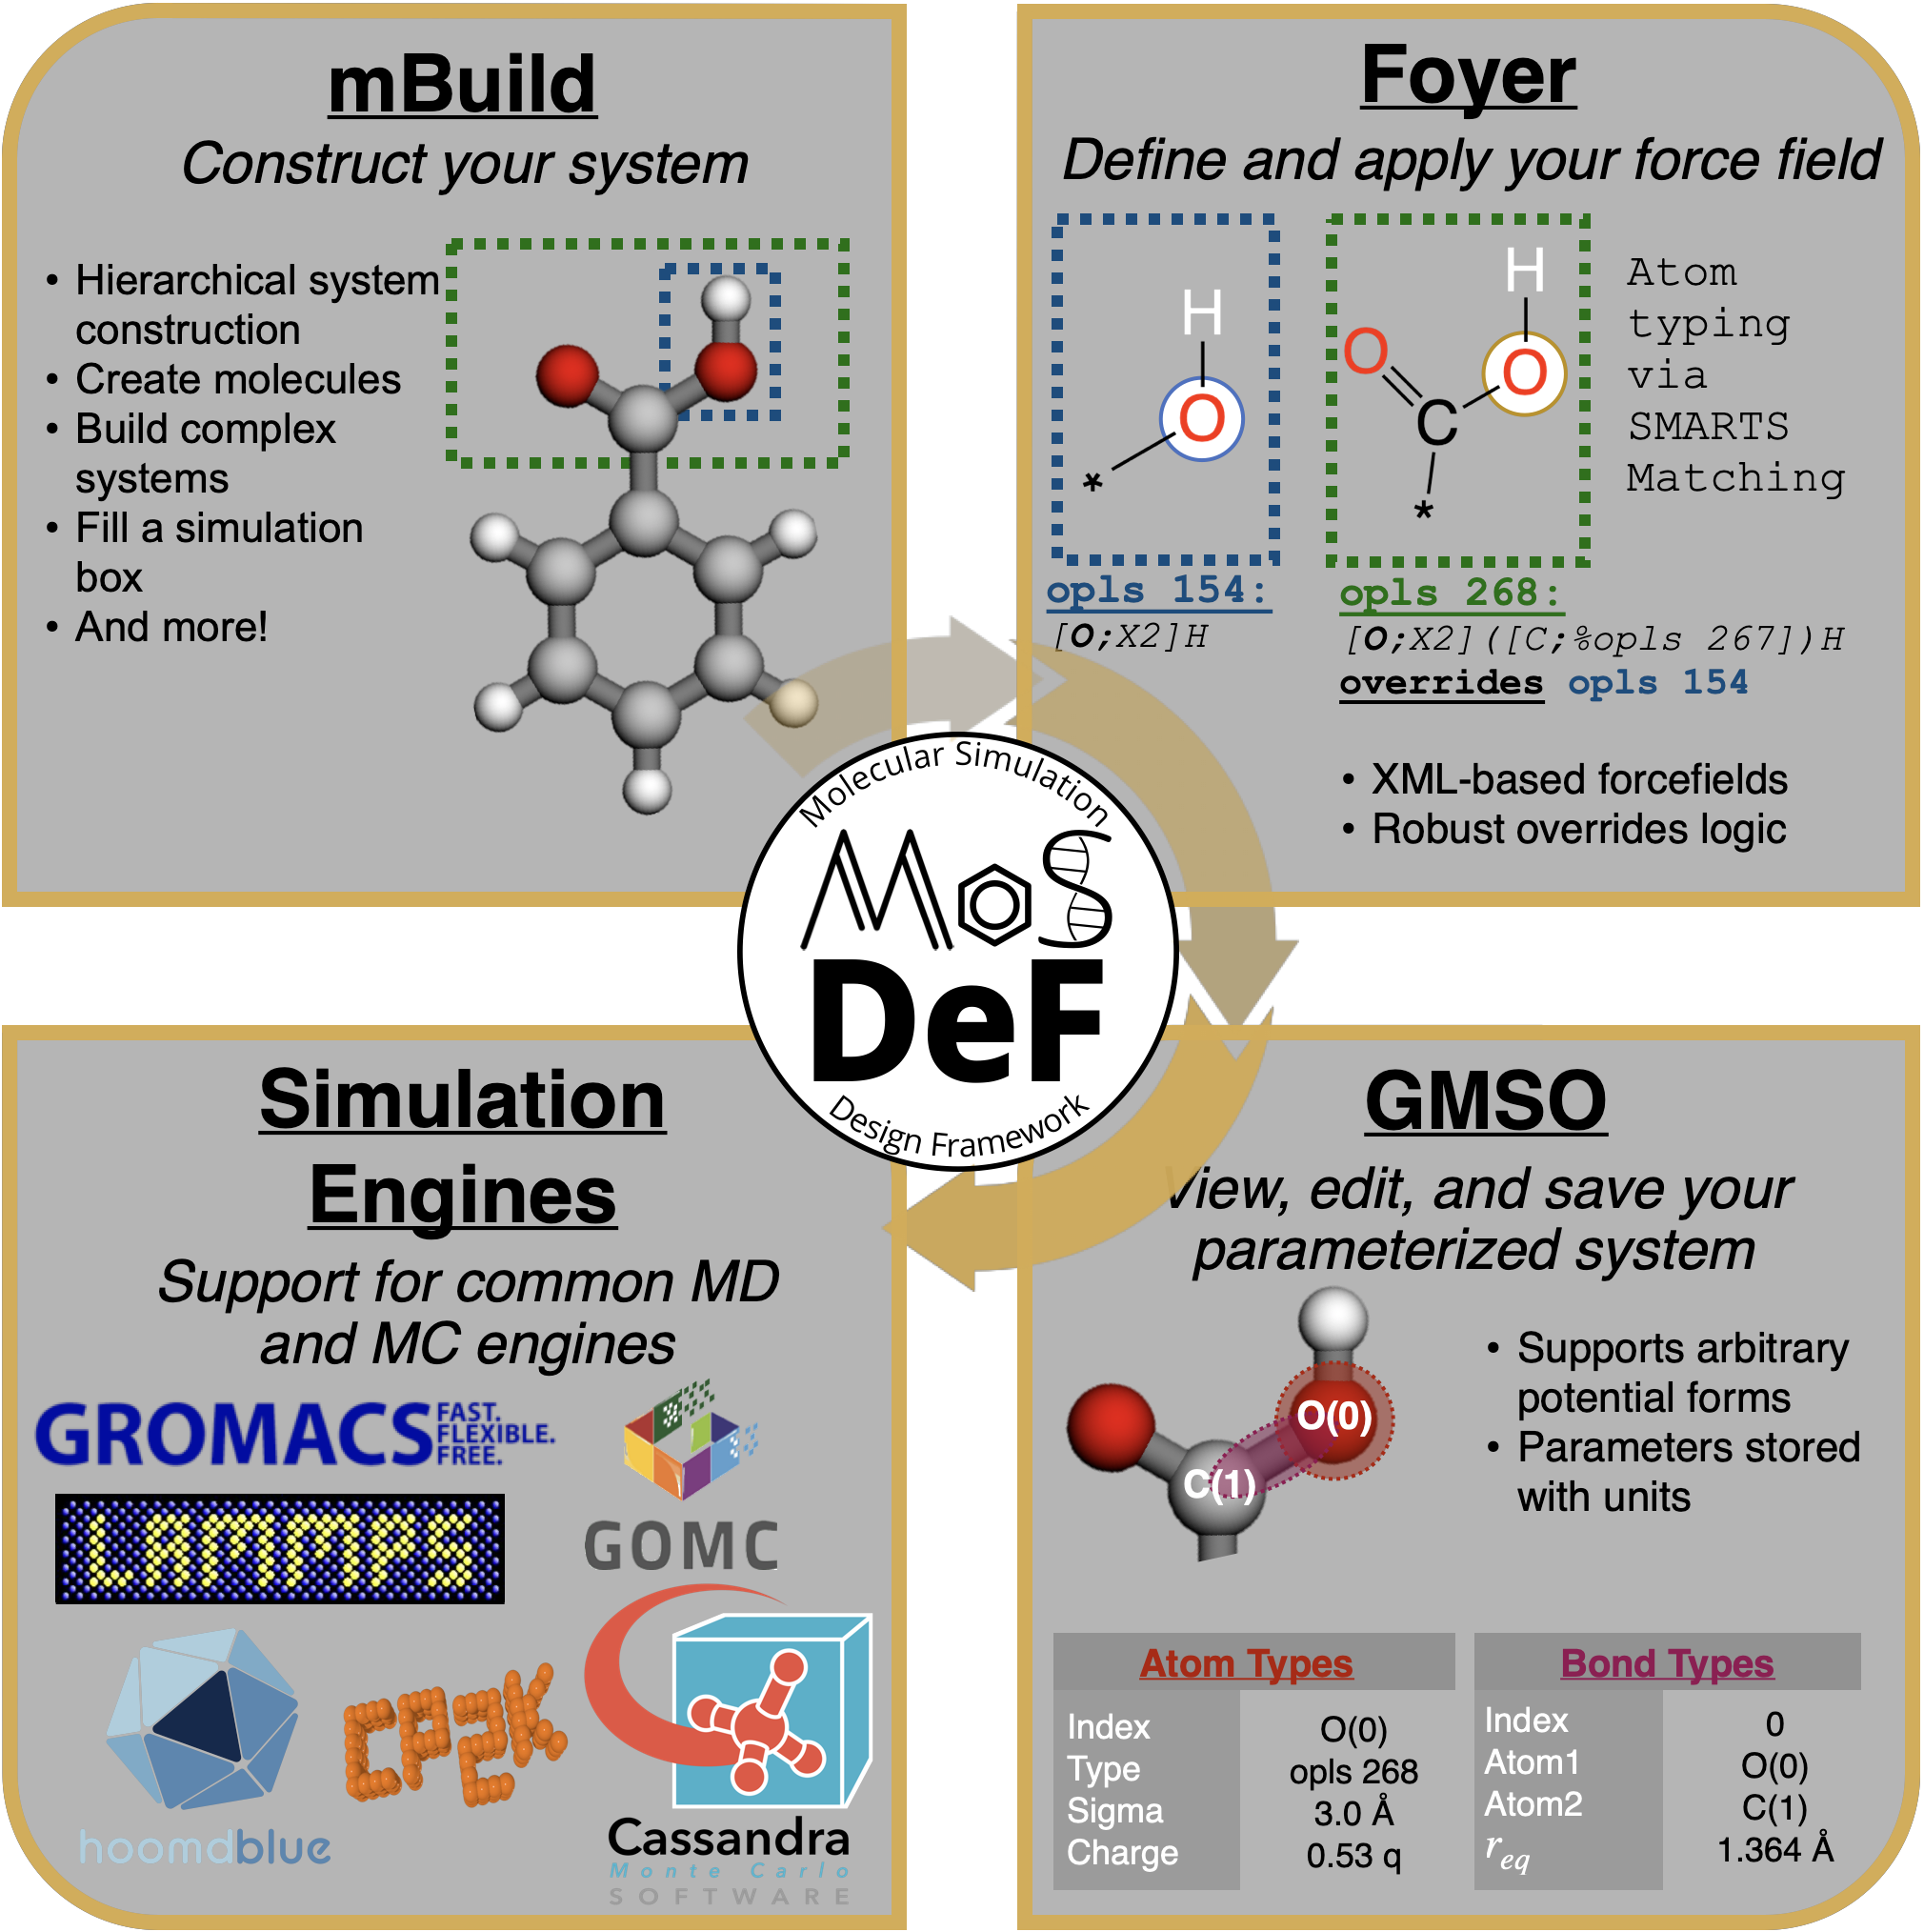 mBuild
Construct your system
• Hierarchical system
construction
• Create molecules
• Build complex
systems
• Fill a simulation
box
• And more!
Foyer
Define and apply your force field
H
O
*
H
O
O
C
*
Atom
typing
via
SMARTS
Matching
opls 154:
[O;X2]H
opls 268:
[O;X2]([C;%opls 267])H
overrides opls 154
• XML-based forcefields
• Robust overrides logic
Molecular Simulation
MoS
DeF
Design Framework
Simulation
Engines
Support for common MD
and MC engines
GROMACS
FAST.
FLEXIBLE.
FREE.
GOMC
LAMMPS
hoomdblue
CP2K
Cassandra
Monte Carlo
SOFTWARE
GMSO
View, edit, and save your
parameterized system
O(0)
C(1)
• Supports arbitrary
potential forms
• Parameters stored
with units
Atom Types
Index O(0)
Type opls 268
Sigma 3.0 Å
Charge 0.53 q
Bond Types
Index 0
Atom1 O(0)
Atom2 C(1)
r_eq 1.364 Å